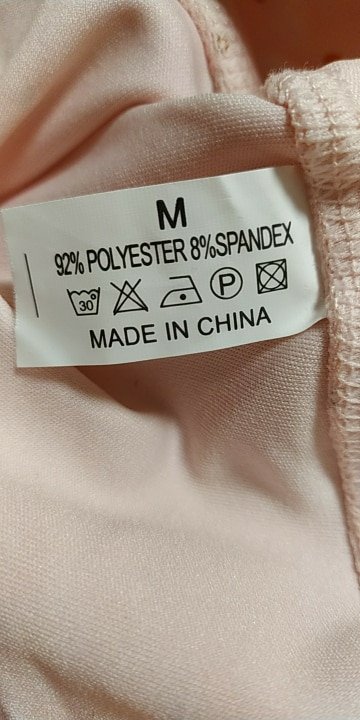 M
92% POLYESTER 8%SPANDEX
30° P
MADE IN CHINA